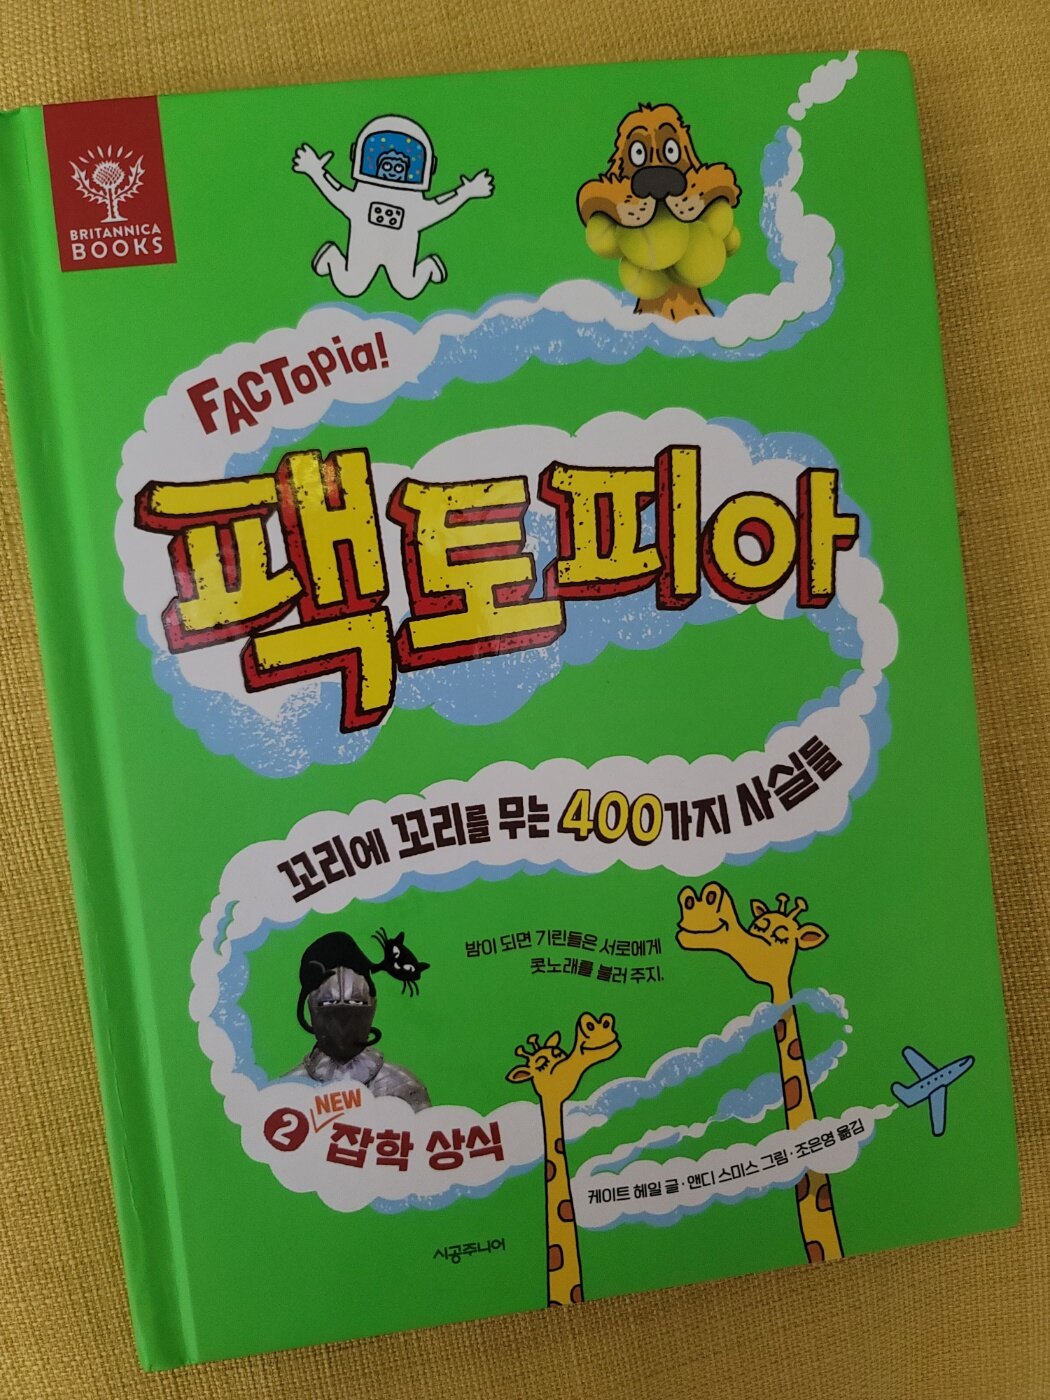 BRITANNICA
BOOKS
FACTopia!
팩토피아
꼬리에 꼬리를 무는 400가지 사실들
밤이 되면 기린들은 서로에게
콧노래를 불러 주지.
2 NEW 잡학 상식
케이트 헤일 글·앤디 스미스 그림·조은영 옮김
시공주니어